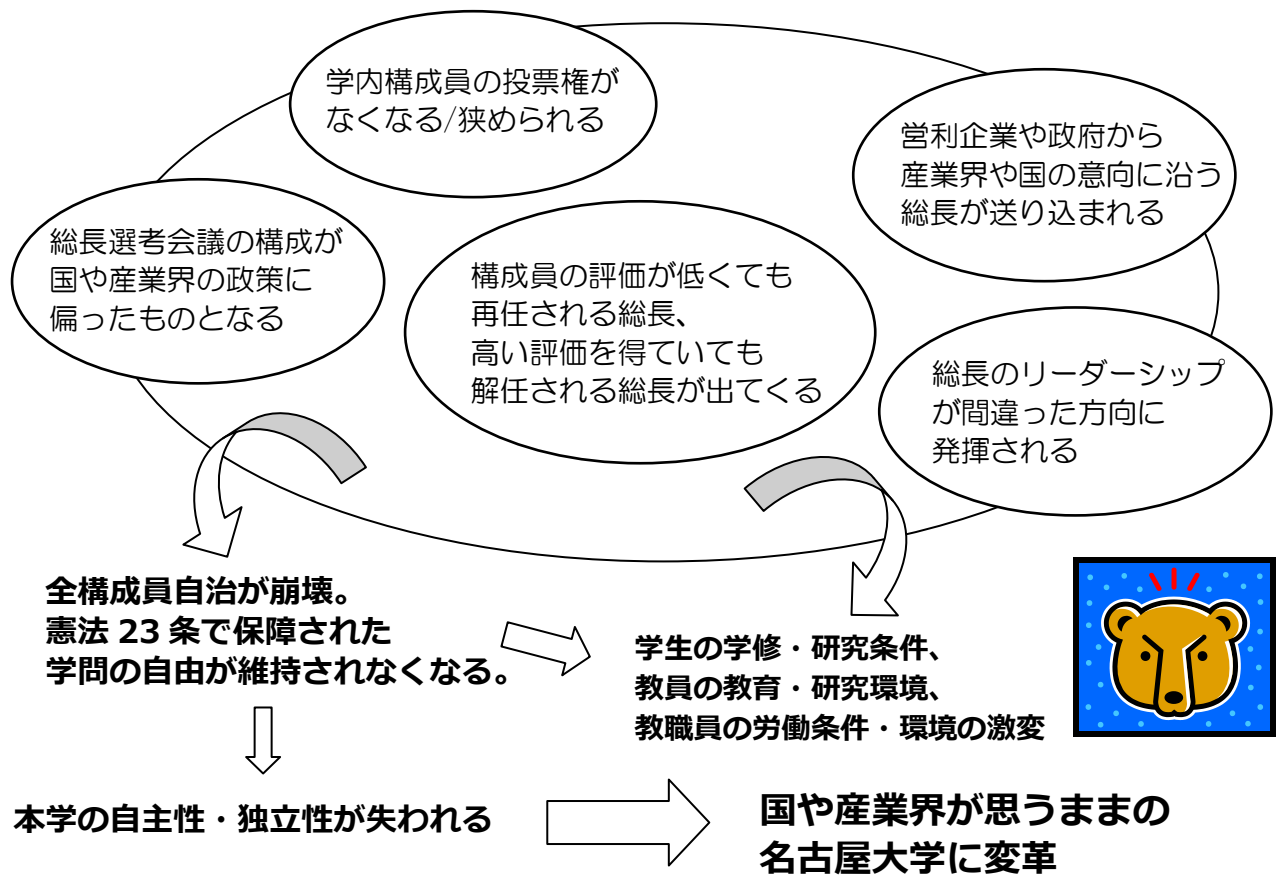 学内構成員の投票権が
なくなる/狭められる
営利企業や政府から
産業界や国の意向に沿う
総長が送り込まれる
総長選考会議の構成が
国や産業界の政策に
偏ったものとなる
構成員の評価が低くても
再任される総長、
高い評価を得ていても
解任される総長が出てくる
総長のリーダーシップ
が間違った方向に
発揮される
全構成員自治が崩壊。
憲法 23 条で保障された
学問の自由が維持されなくなる。
学生の学修・研究条件、
教員の教育・研究環境、
教職員の労働条件・環境の激変
本学の自主性・独立性が失われる
国や産業界が思うままの
名古屋大学に変革